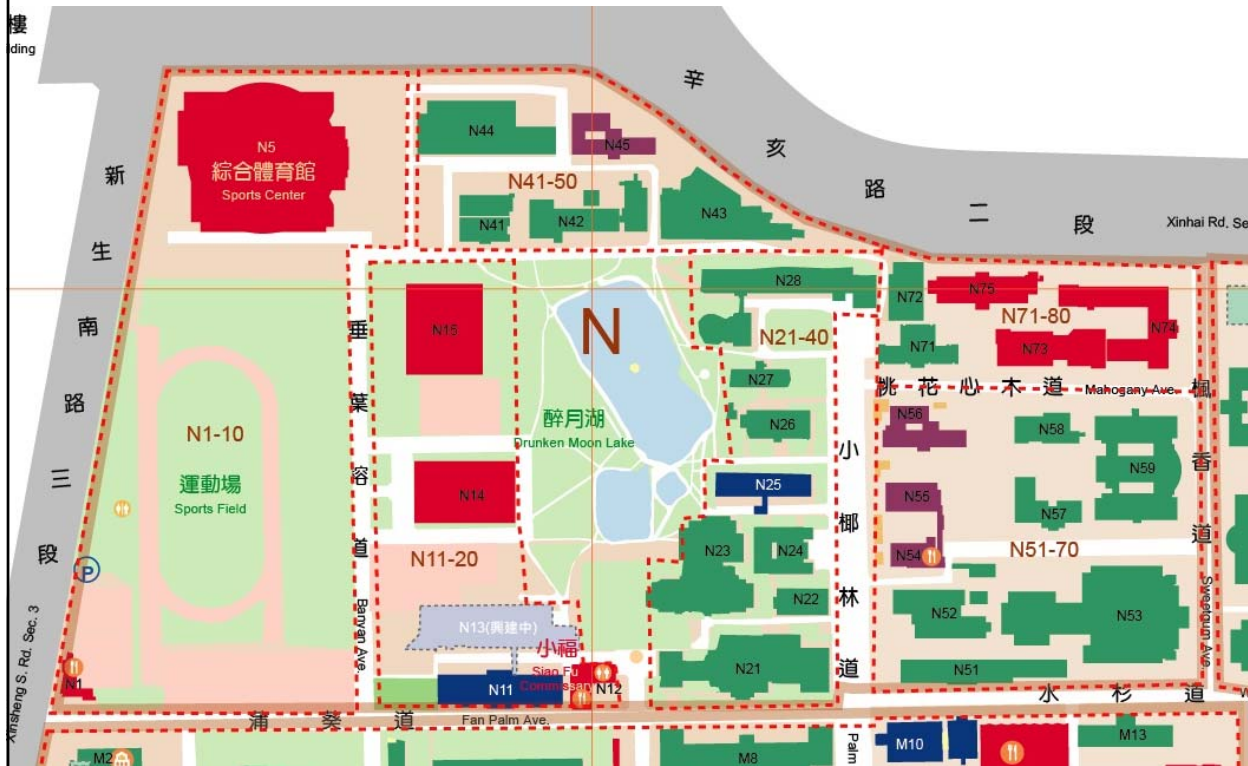 樓
lding
辛亥路二段
Xinhai Rd. Se
新生南路三段
Xinsheng S. Rd. Sec. 3
N5
綜合體育館
Sports Center
N44
N45
N41-50
N41
N42
N43
N28
N72
N75
N71-80
N74
N73
N71
N15
N
N21-40
N27
N26
垂葉榕道
Banyan Ave.
醉月湖
Drunken Moon Lake
桃花心木道
Mahogany Ave.
楓香道
Sweetgum Ave.
N56
N58
N59
N1-10
運動場
Sports Field
小椰林道
Palm
N25
N55
N57
N14
N54
N51-70
N11-20
N23
N24
N22
N52
N53
P
N13(興建中)
小福
Siao Fu
Commissary
N1
N11
N12
N21
N51
水杉道
W
蒲葵道
Fan Palm Ave.
M2
M8
M10
M13